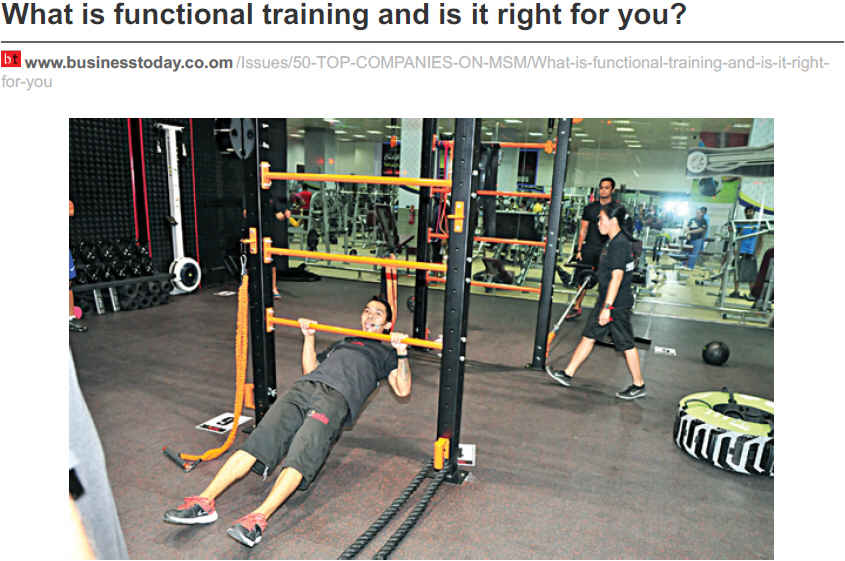 What is functional training and is it right for you?
bt www.businesstoday.co.om/Issues/50-TOP-COMPANIES-ON-MSM/What-is-functional-training-and-is-it-right-
for-you